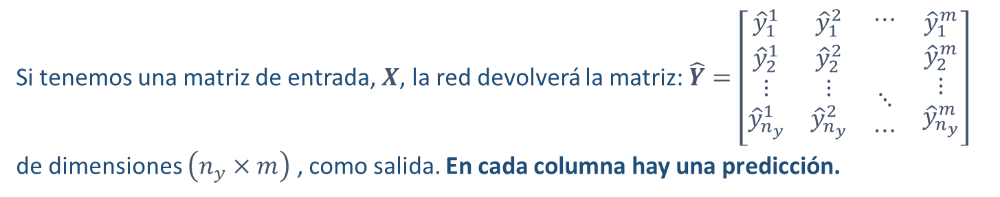 Si tenemos una matriz de entrada, X, la red devolverá la matriz: $\widehat{Y} = \begin{bmatrix} \hat{y}_1^1 & \hat{y}_1^2 & \cdots & \hat{y}_1^m \\ \hat{y}_2^1 & \hat{y}_2^2 & & \hat{y}_2^m \\ \vdots & \vdots & \ddots & \vdots \\ \hat{y}_{n_y}^1 & \hat{y}_{n_y}^2 & \cdots & \hat{y}_{n_y}^m \end{bmatrix}$
de dimensiones $(n_y \times m)$ , como salida. En cada columna hay una predicción.